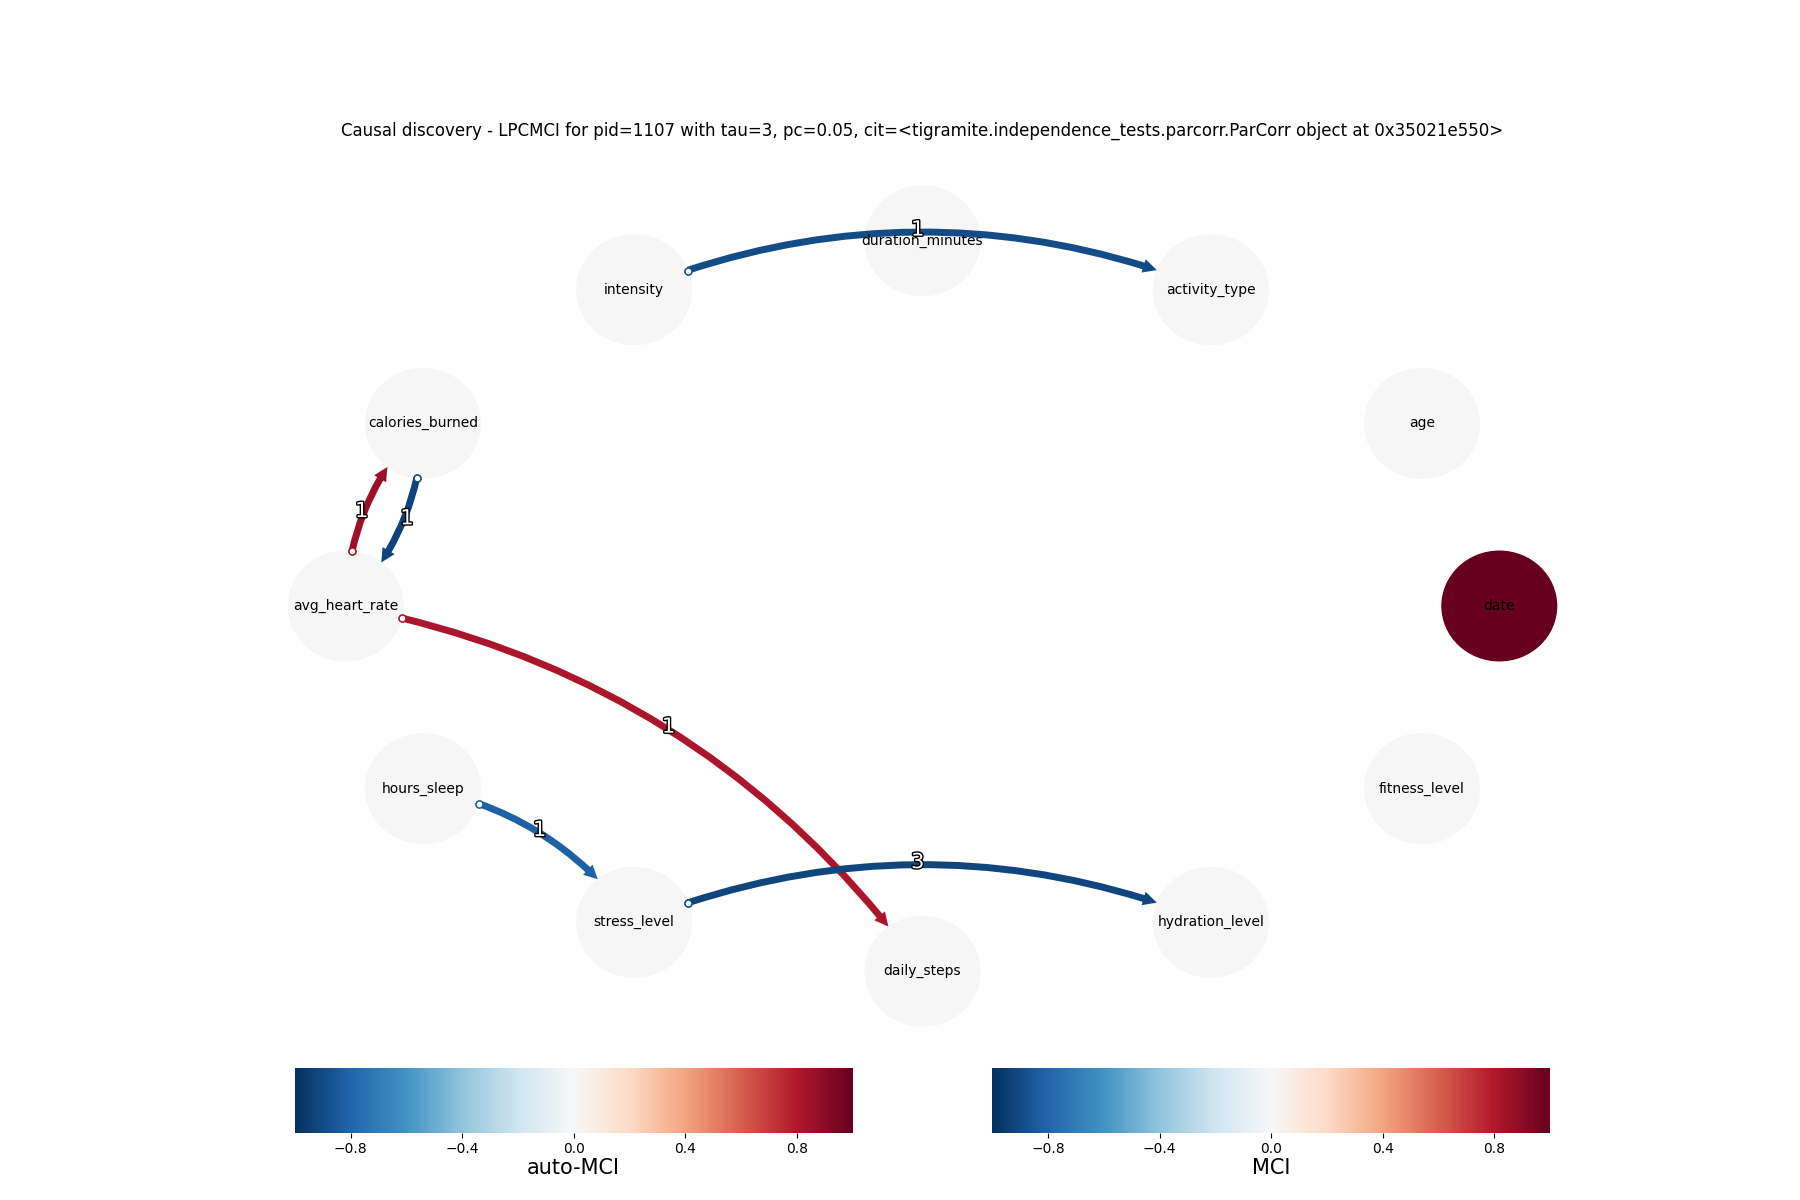 Causal discovery - LPCMCI for pid=1107 with tau=3, pc=0.05, cit=<tigramite.independence_tests.parcorr.ParCorr object at 0x35021e550>
1
duration_minutes
intensity
activity_type
calories_burned
age
1
1
avg_heart_rate
date
1
hours_sleep
fitness_level
1
3
stress_level
hydration_level
daily_steps
−0.8 −0.4 0.0 0.4 0.8
auto-MCI
−0.8 −0.4 0.0 0.4 0.8
MCI